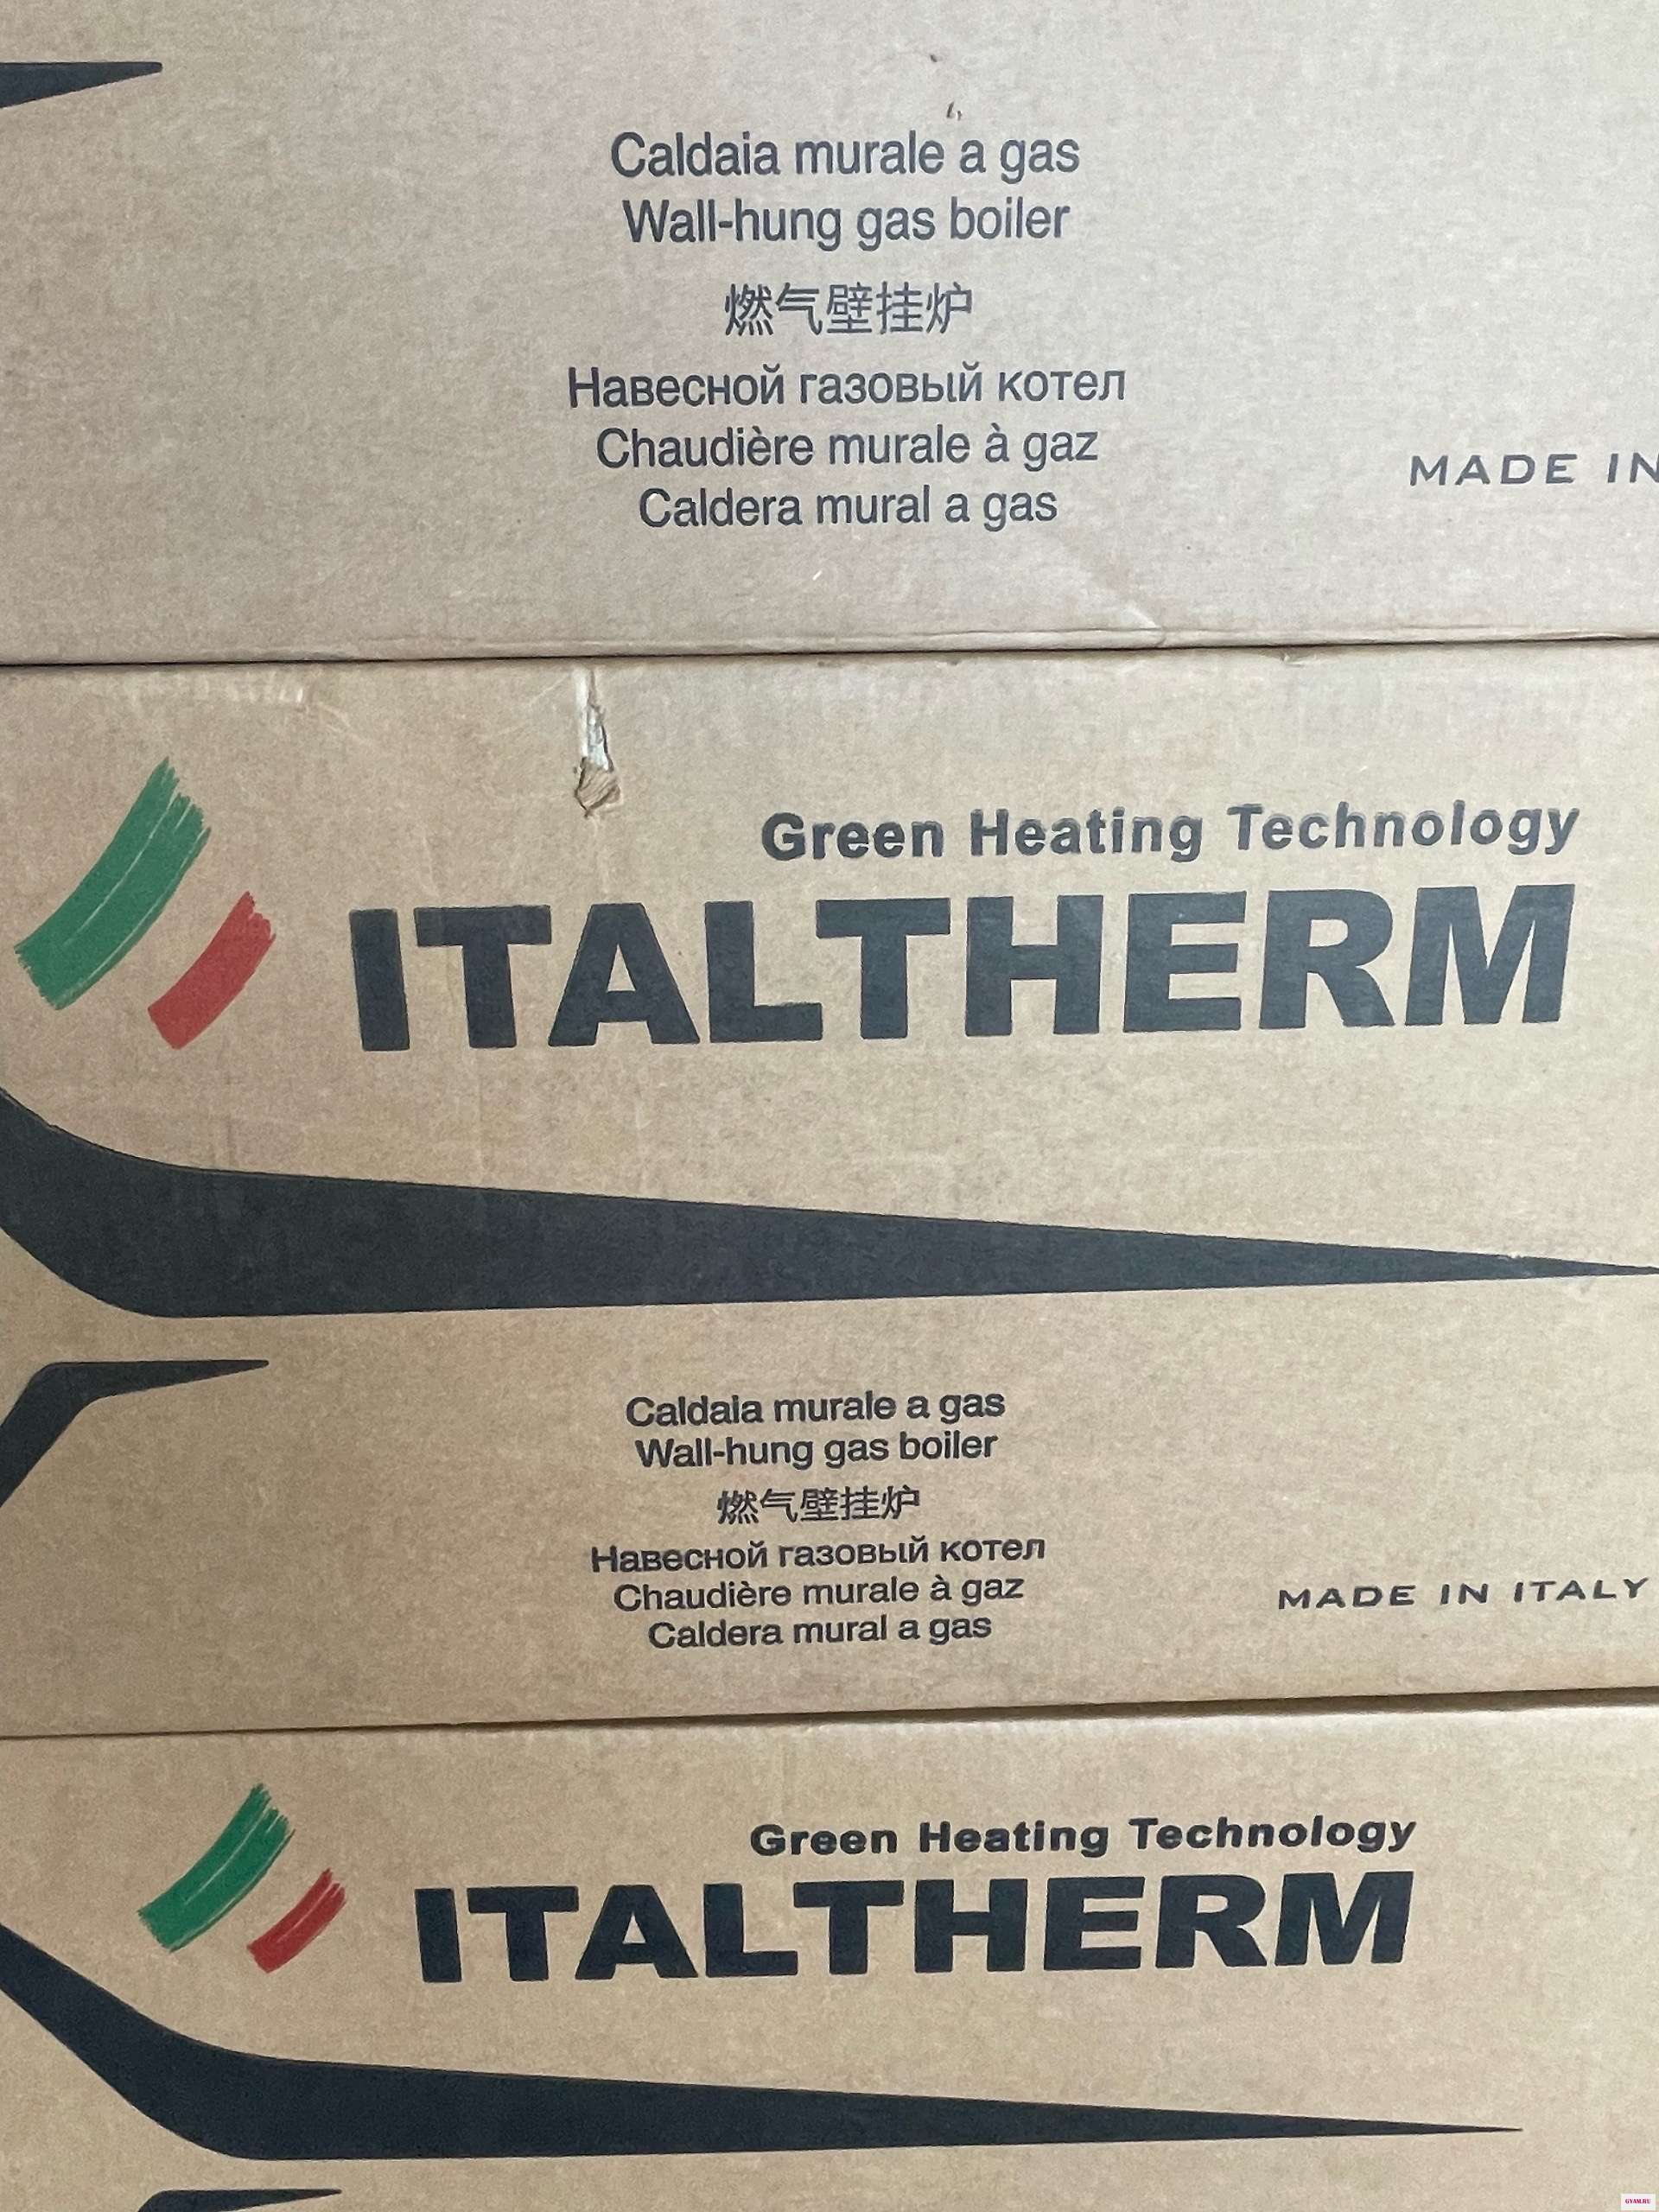 Caldaia murale a gas
Wall-hung gas boiler
燃气壁挂炉
Навесной газовый котел
Chaudière murale à gaz
Caldera mural a gas
MADE IN
Green Heating Technology
ITALTHERM
Caldaia murale a gas
Wall-hung gas boiler
燃气壁挂炉
Навесной газовый котел
Chaudière murale à gaz
Caldera mural a gas
MADE IN ITALY
Green Heating Technology
ITALTHERM
GYAM.RU